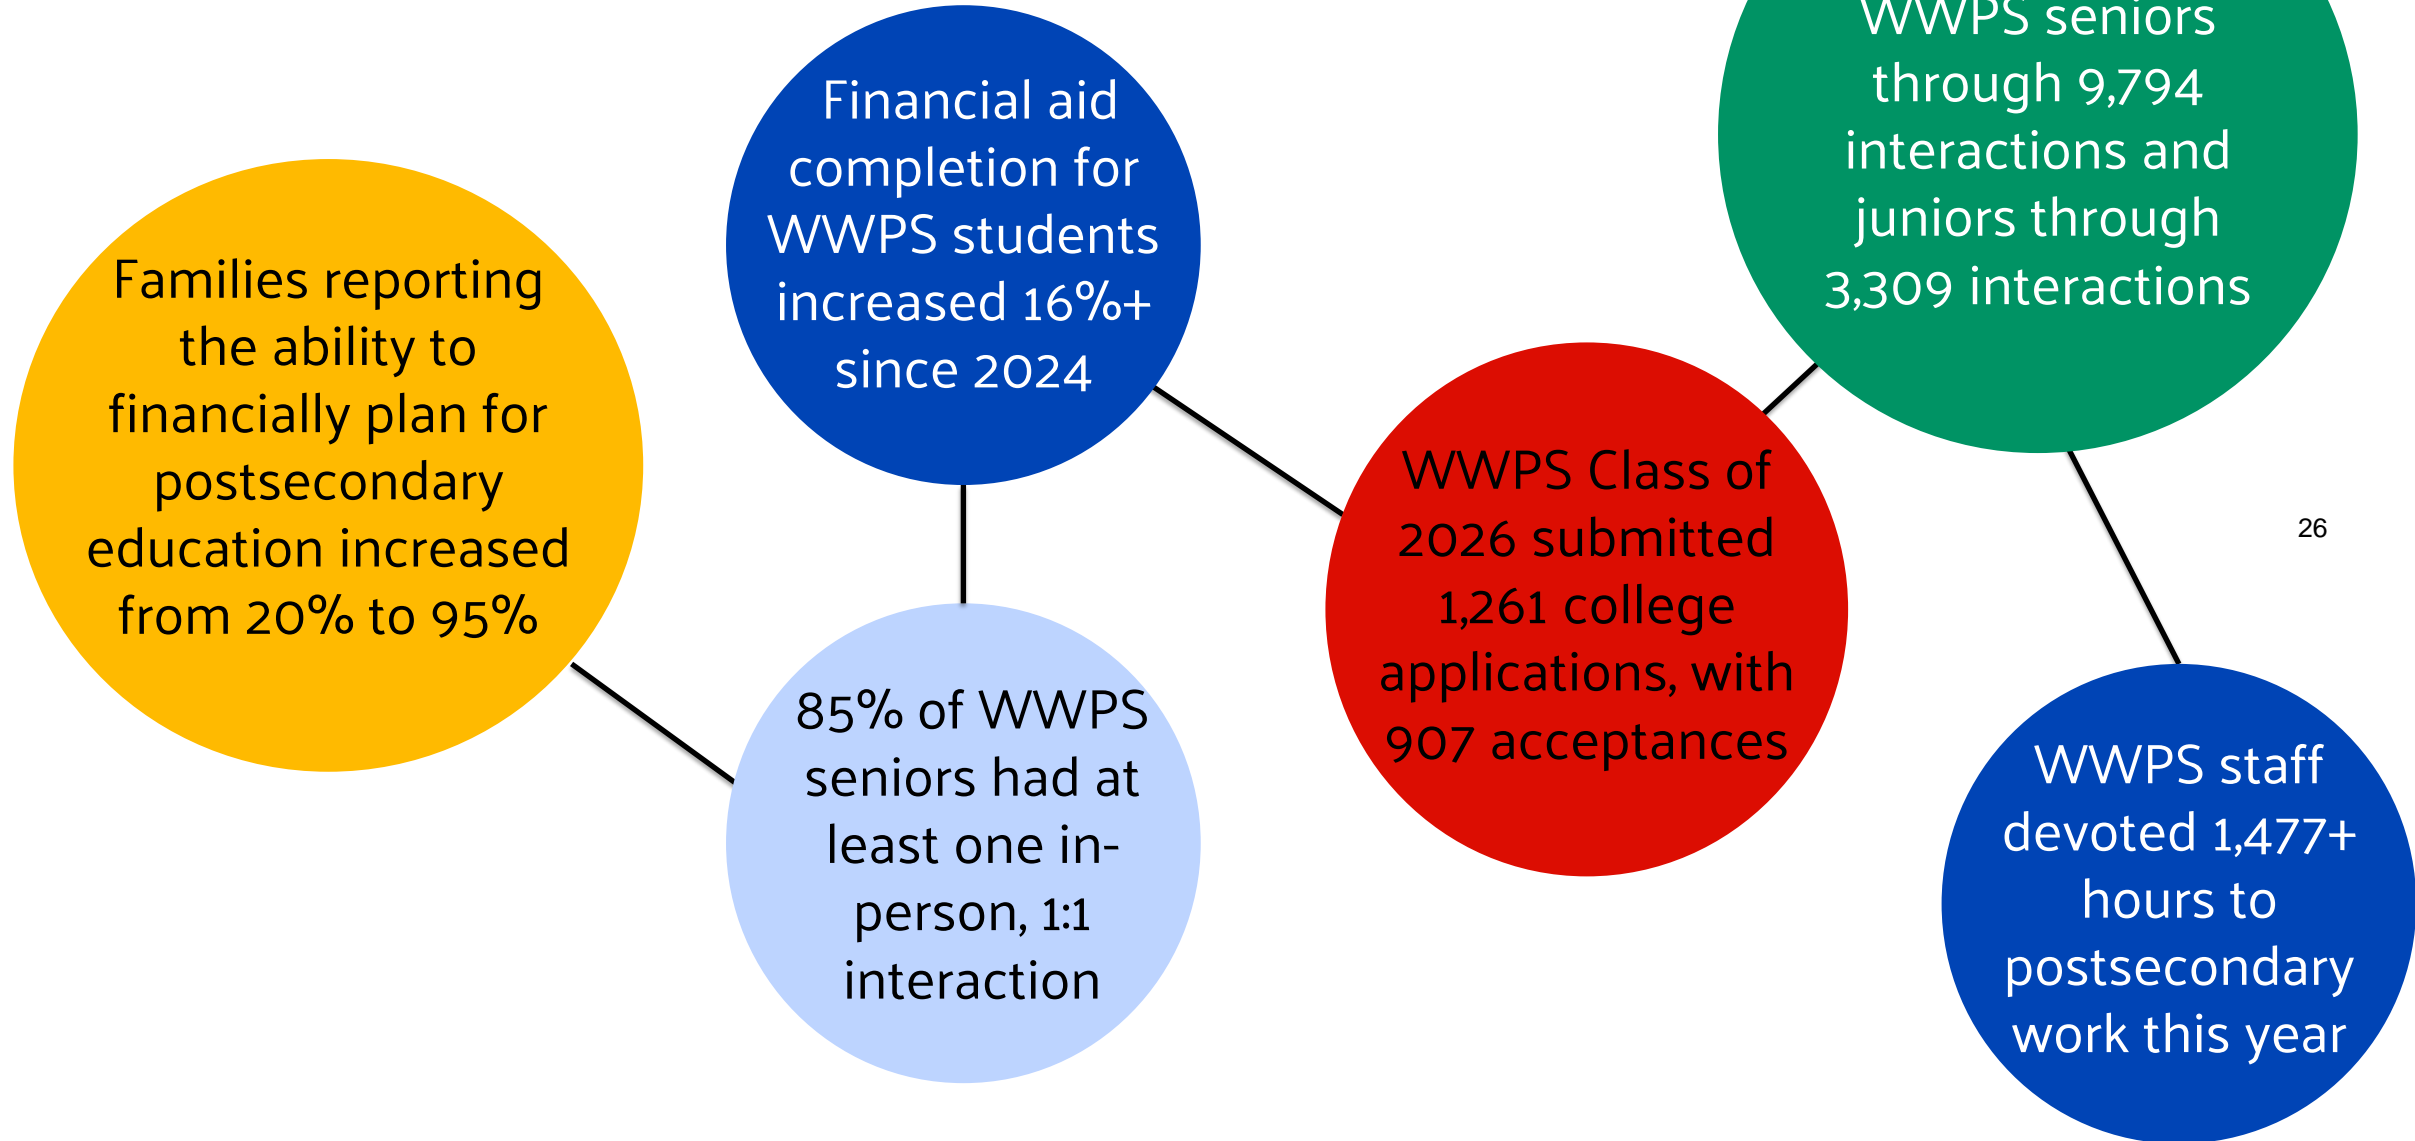 Families reporting
the ability to
financially plan for
postsecondary
education increased
from 20% to 95%
85% of WWPS
seniors had at
least one in-
person, 1:1
interaction
Financial aid
completion for
WWPS students
increased 16%+
since 2024
WWPS Class of
2026 submitted
1,261 college
applications, with
907 acceptances
WWPS seniors
through 9,794
interactions and
juniors through
3,309 interactions
WWPS staff
devoted 1,477+
hours to
postsecondary
work this year
26